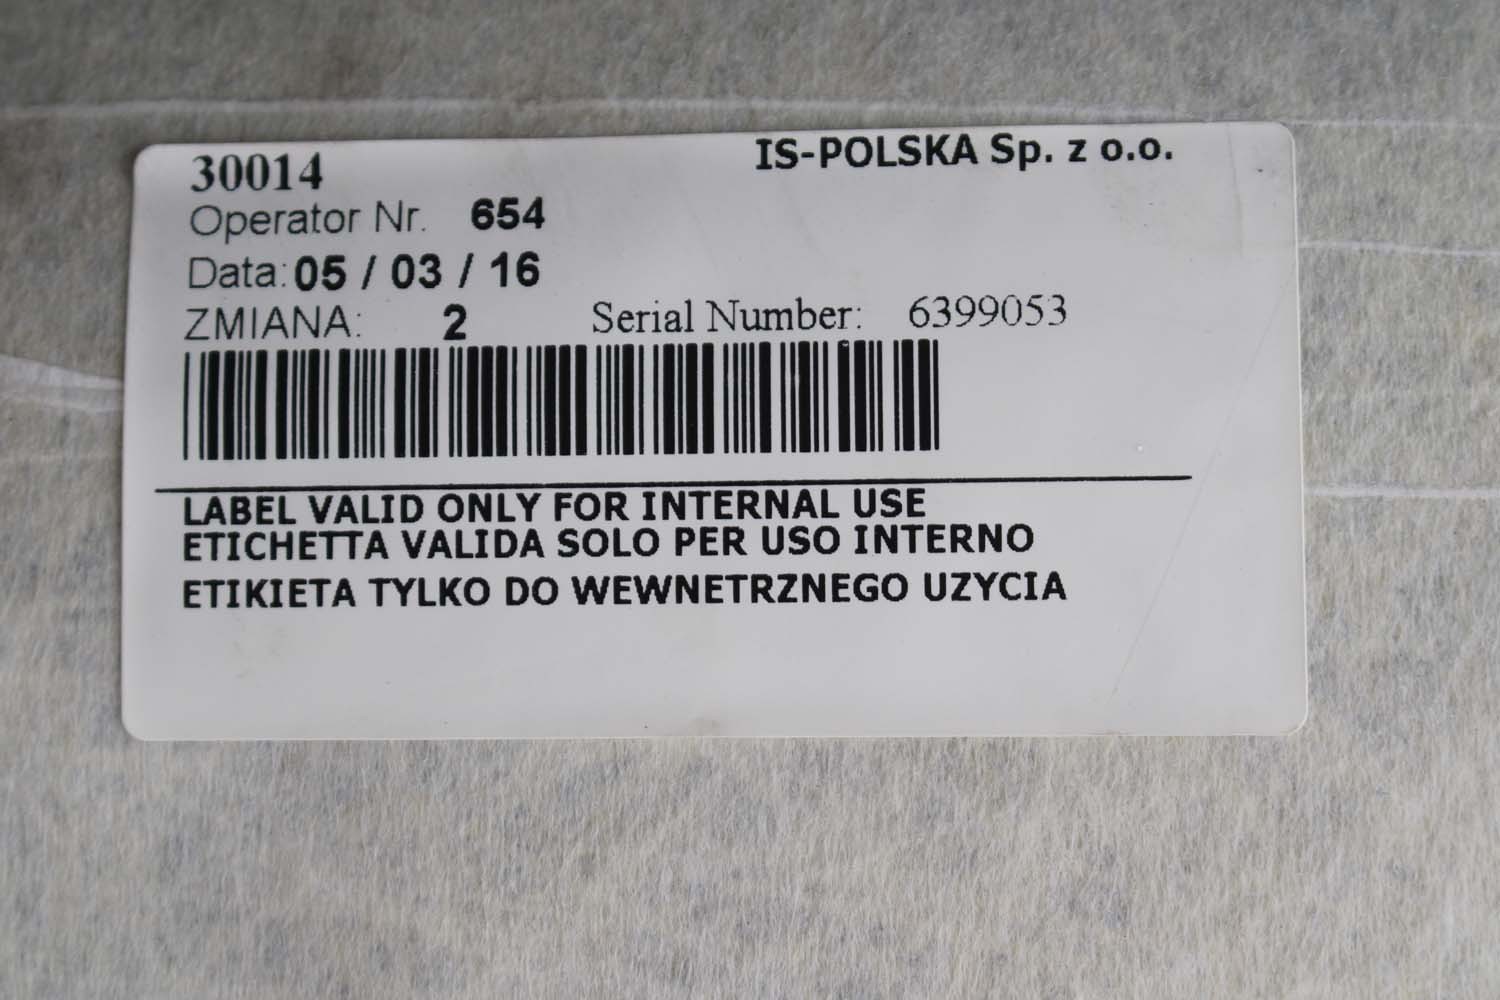 30014 IS-POLSKA Sp. z o.o.
Operator Nr. 654
Data: 05 / 03 / 16
ZMIANA: 2 Serial Number: 6399053
LABEL VALID ONLY FOR INTERNAL USE
ETICHETTA VALIDA SOLO PER USO INTERNO
ETIKIETA TYLKO DO WEWNETRZNEGO UZYCIA